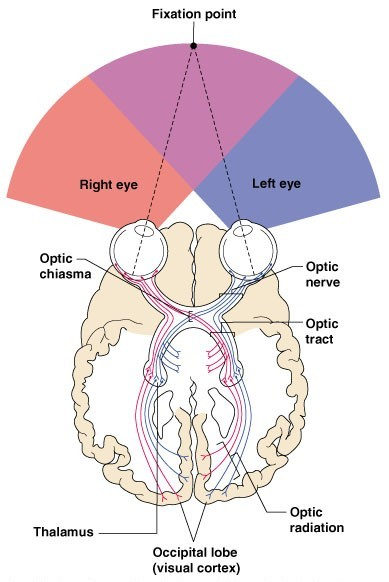 Fixation point
Right eye
Left eye
Optic
chiasma
Optic
nerve
Optic
tract
Optic
radiation
Thalamus
Occipital lobe
(visual cortex)